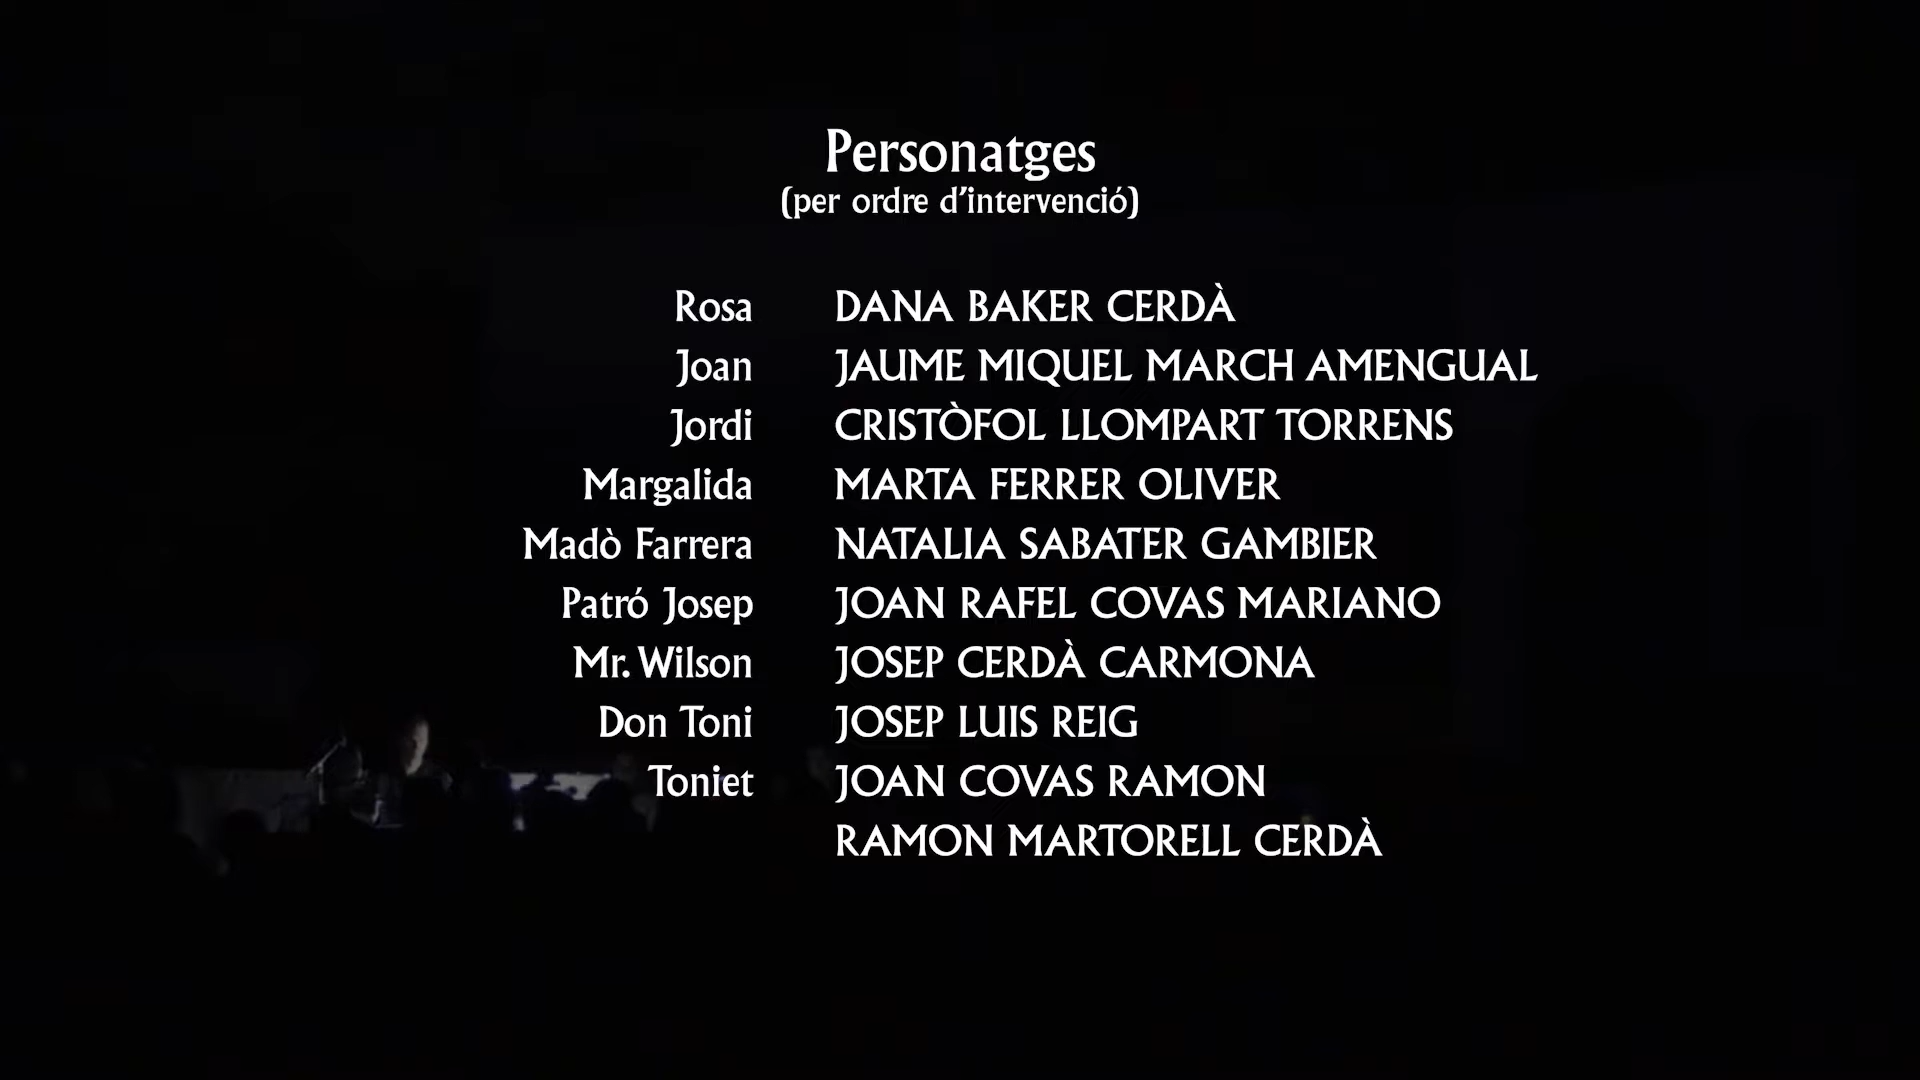 Personatges
(per ordre d'intervenció)
Rosa DANA BAKER CERDÀ
Joan JAUME MIQUEL MARCH AMENGUAL
Jordi CRISTÒFOL LLOMPART TORRENS
Margalida MARTA FERRER OLIVER
Madò Farrera NATALIA SABATER GAMBIER
Patró Josep JOAN RAFEL COVAS MARIANO
Mr. Wilson JOSEP CERDÀ CARMONA
Don Toni JOSEP LUIS REIG
Toniet JOAN COVAS RAMON
RAMON MARTORELL CERDÀ